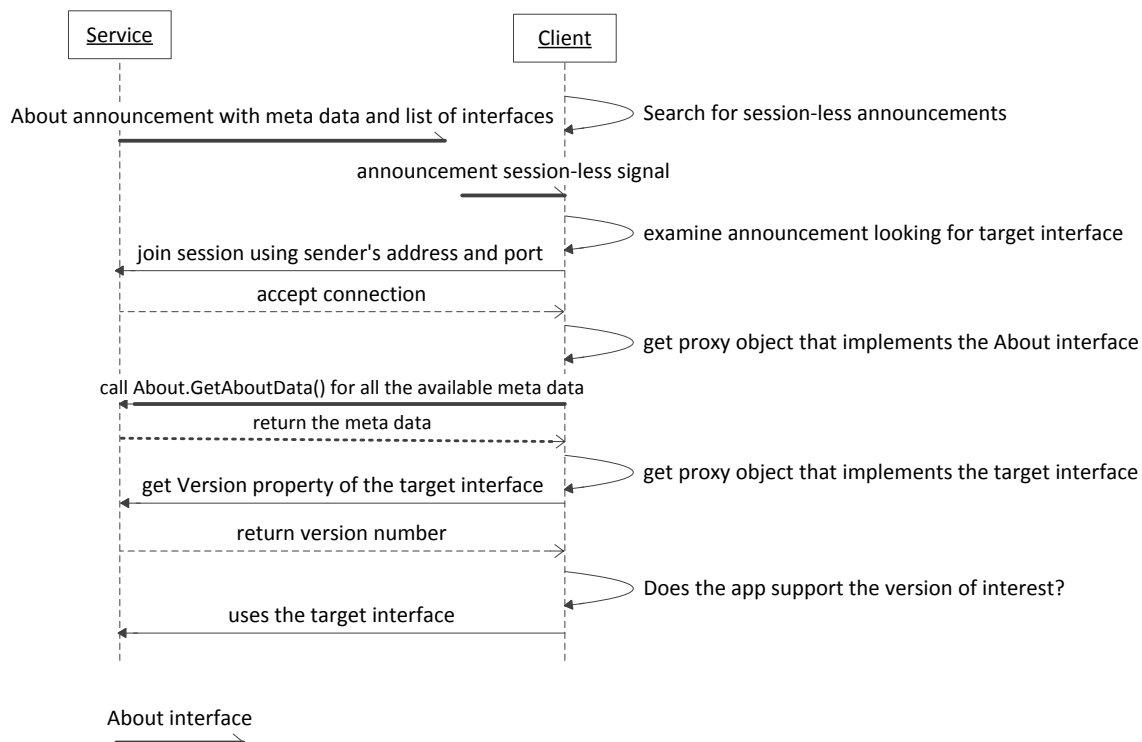 Service
Client
Search for session-less announcements
About announcement with meta data and list of interfaces
announcement session-less signal
examine announcement looking for target interface
join session using sender's address and port
accept connection
get proxy object that implements the About interface
call About.GetAboutData() for all the available meta data
return the meta data
get proxy object that implements the target interface
get Version property of the target interface
return version number
Does the app support the version of interest?
uses the target interface
About interface